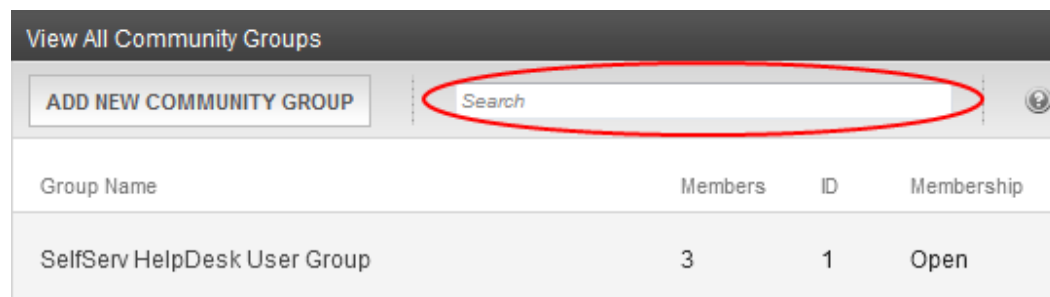 View All Community Groups
ADD NEW COMMUNITY GROUP Search ?
Group Name Members ID Membership
SelfServ HelpDesk User Group 3 1 Open